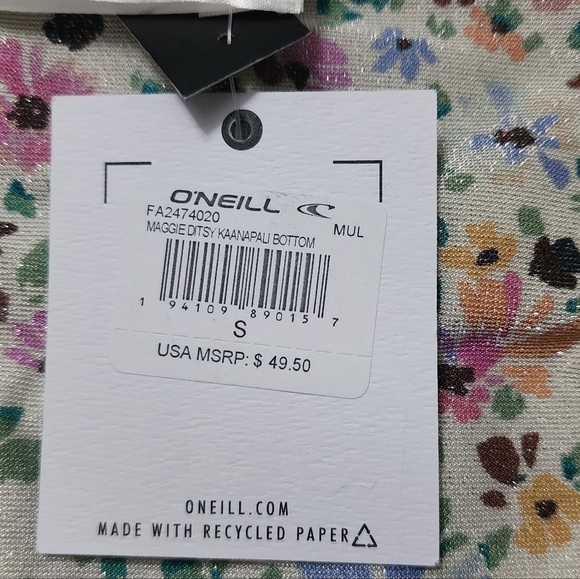 O'NEILL
FA2474020 MUL
MAGGIE DITSY KAANAPALI BOTTOM
1 94109 89015 7
S
USA MSRP: $ 49.50
ONEILL.COM
MADE WITH RECYCLED PAPER